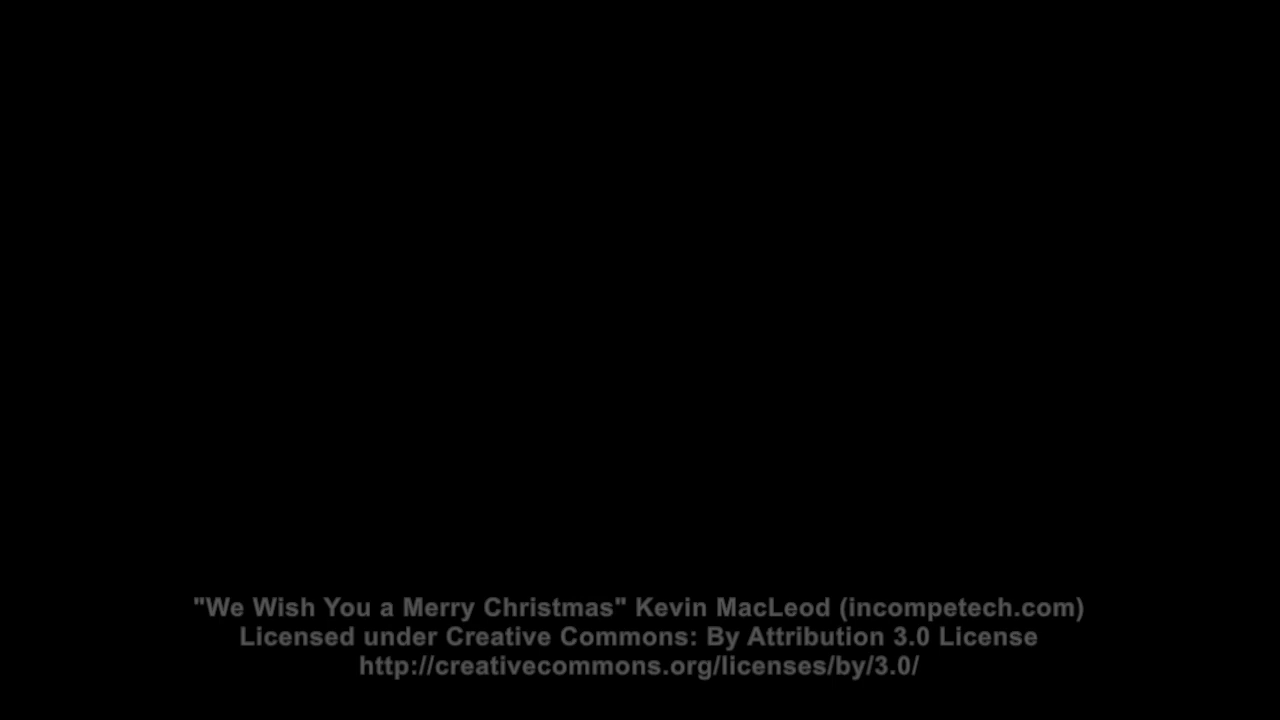 "We Wish You a Merry Christmas" Kevin MacLeod (incompetech.com)
Licensed under Creative Commons: By Attribution 3.0 License
http://creativecommons.org/licenses/by/3.0/